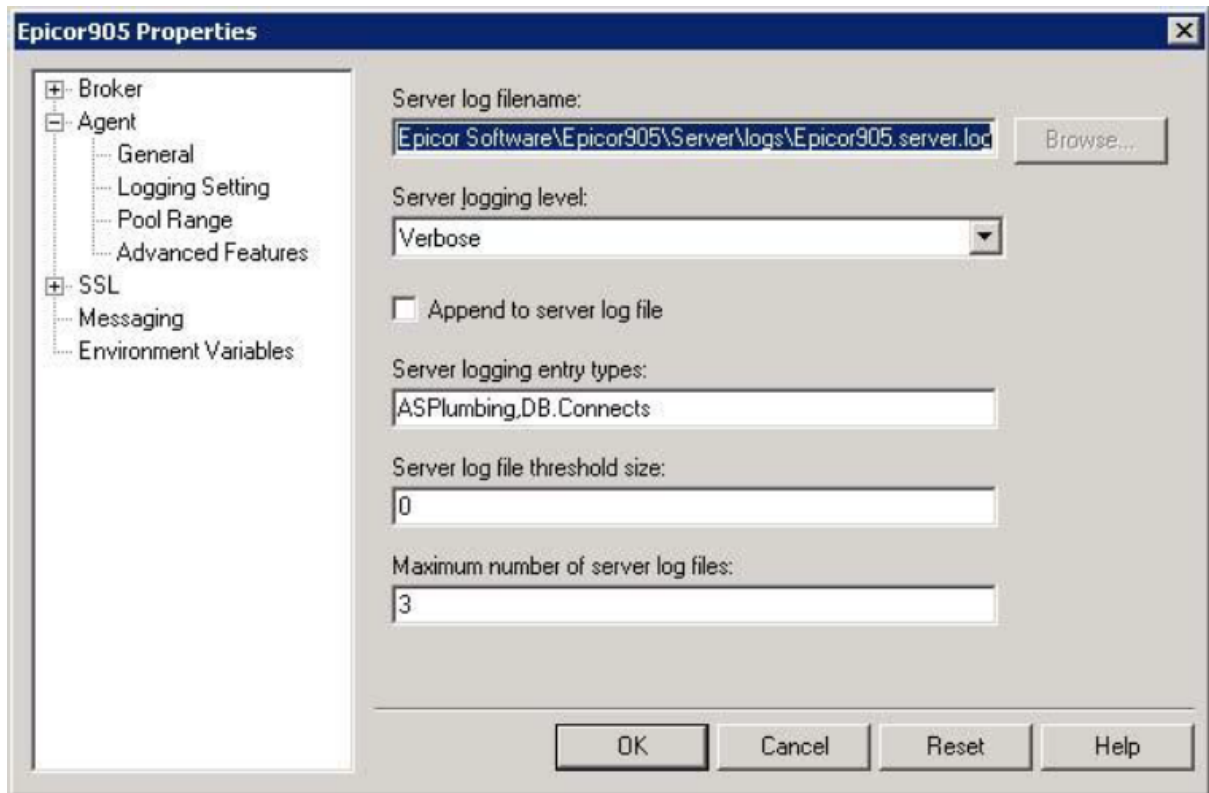 Epicor905 Properties
Broker
Agent
General
Logging Setting
Pool Range
Advanced Features
SSL
Messaging
Environment Variables
Server log filename:
Epicor Software\Epicor905\Server\logs\Epicor905.server.log
Browse...
Server logging level:
Verbose
Append to server log file
Server logging entry types:
ASPlumbing,DB.Connects
Server log file threshold size:
0
Maximum number of server log files:
3
OK
Cancel
Reset
Help